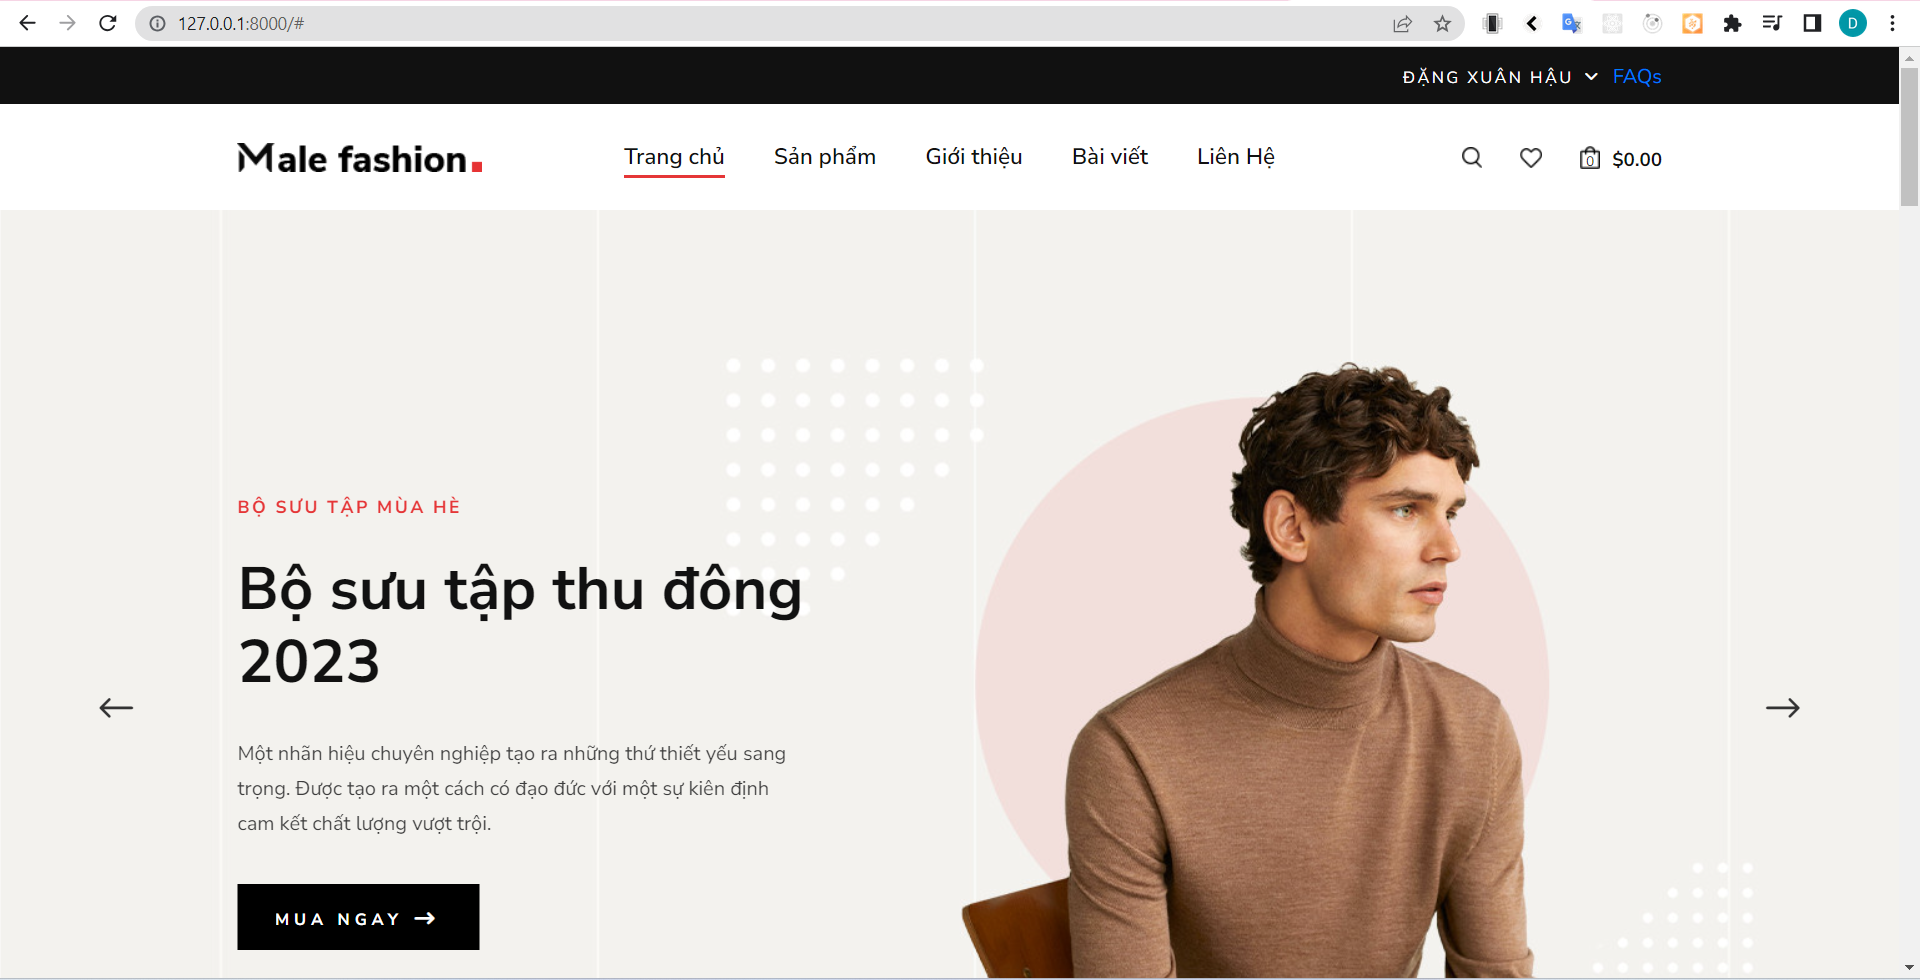 127.0.0.1:8000/#
D
ĐẶNG XUÂN HẬU FAQs
Male fashion.
Trang chủ Sản phẩm Giới thiệu Bài viết Liên Hệ
0 $0.00
BỘ SƯU TẬP MÙA HÈ
Bộ sưu tập thu đông
2023
Một nhãn hiệu chuyên nghiệp tạo ra những thứ thiết yếu sang
trọng. Được tạo ra một cách có đạo đức với một sự kiên định
cam kết chất lượng vượt trội.
MUA NGAY